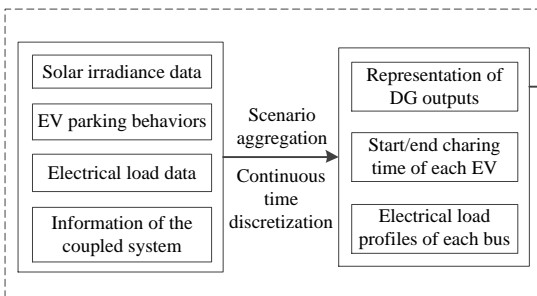 Solar irradiance data
EV parking behaviors
Electrical load data
Information of the
coupled system
Scenario
aggregation
Continuous
time
discretization
Representation of
DG outputs
Start/end charing
time of each EV
Electrical load
profiles of each bus